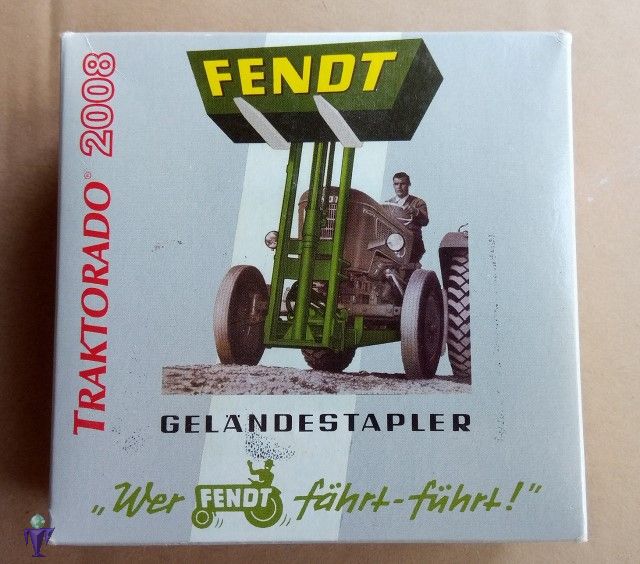 FENDT
TRAKTORADO® 2008
GELÄNDESTAPLER
„Wer FENDT fährt-führt!"